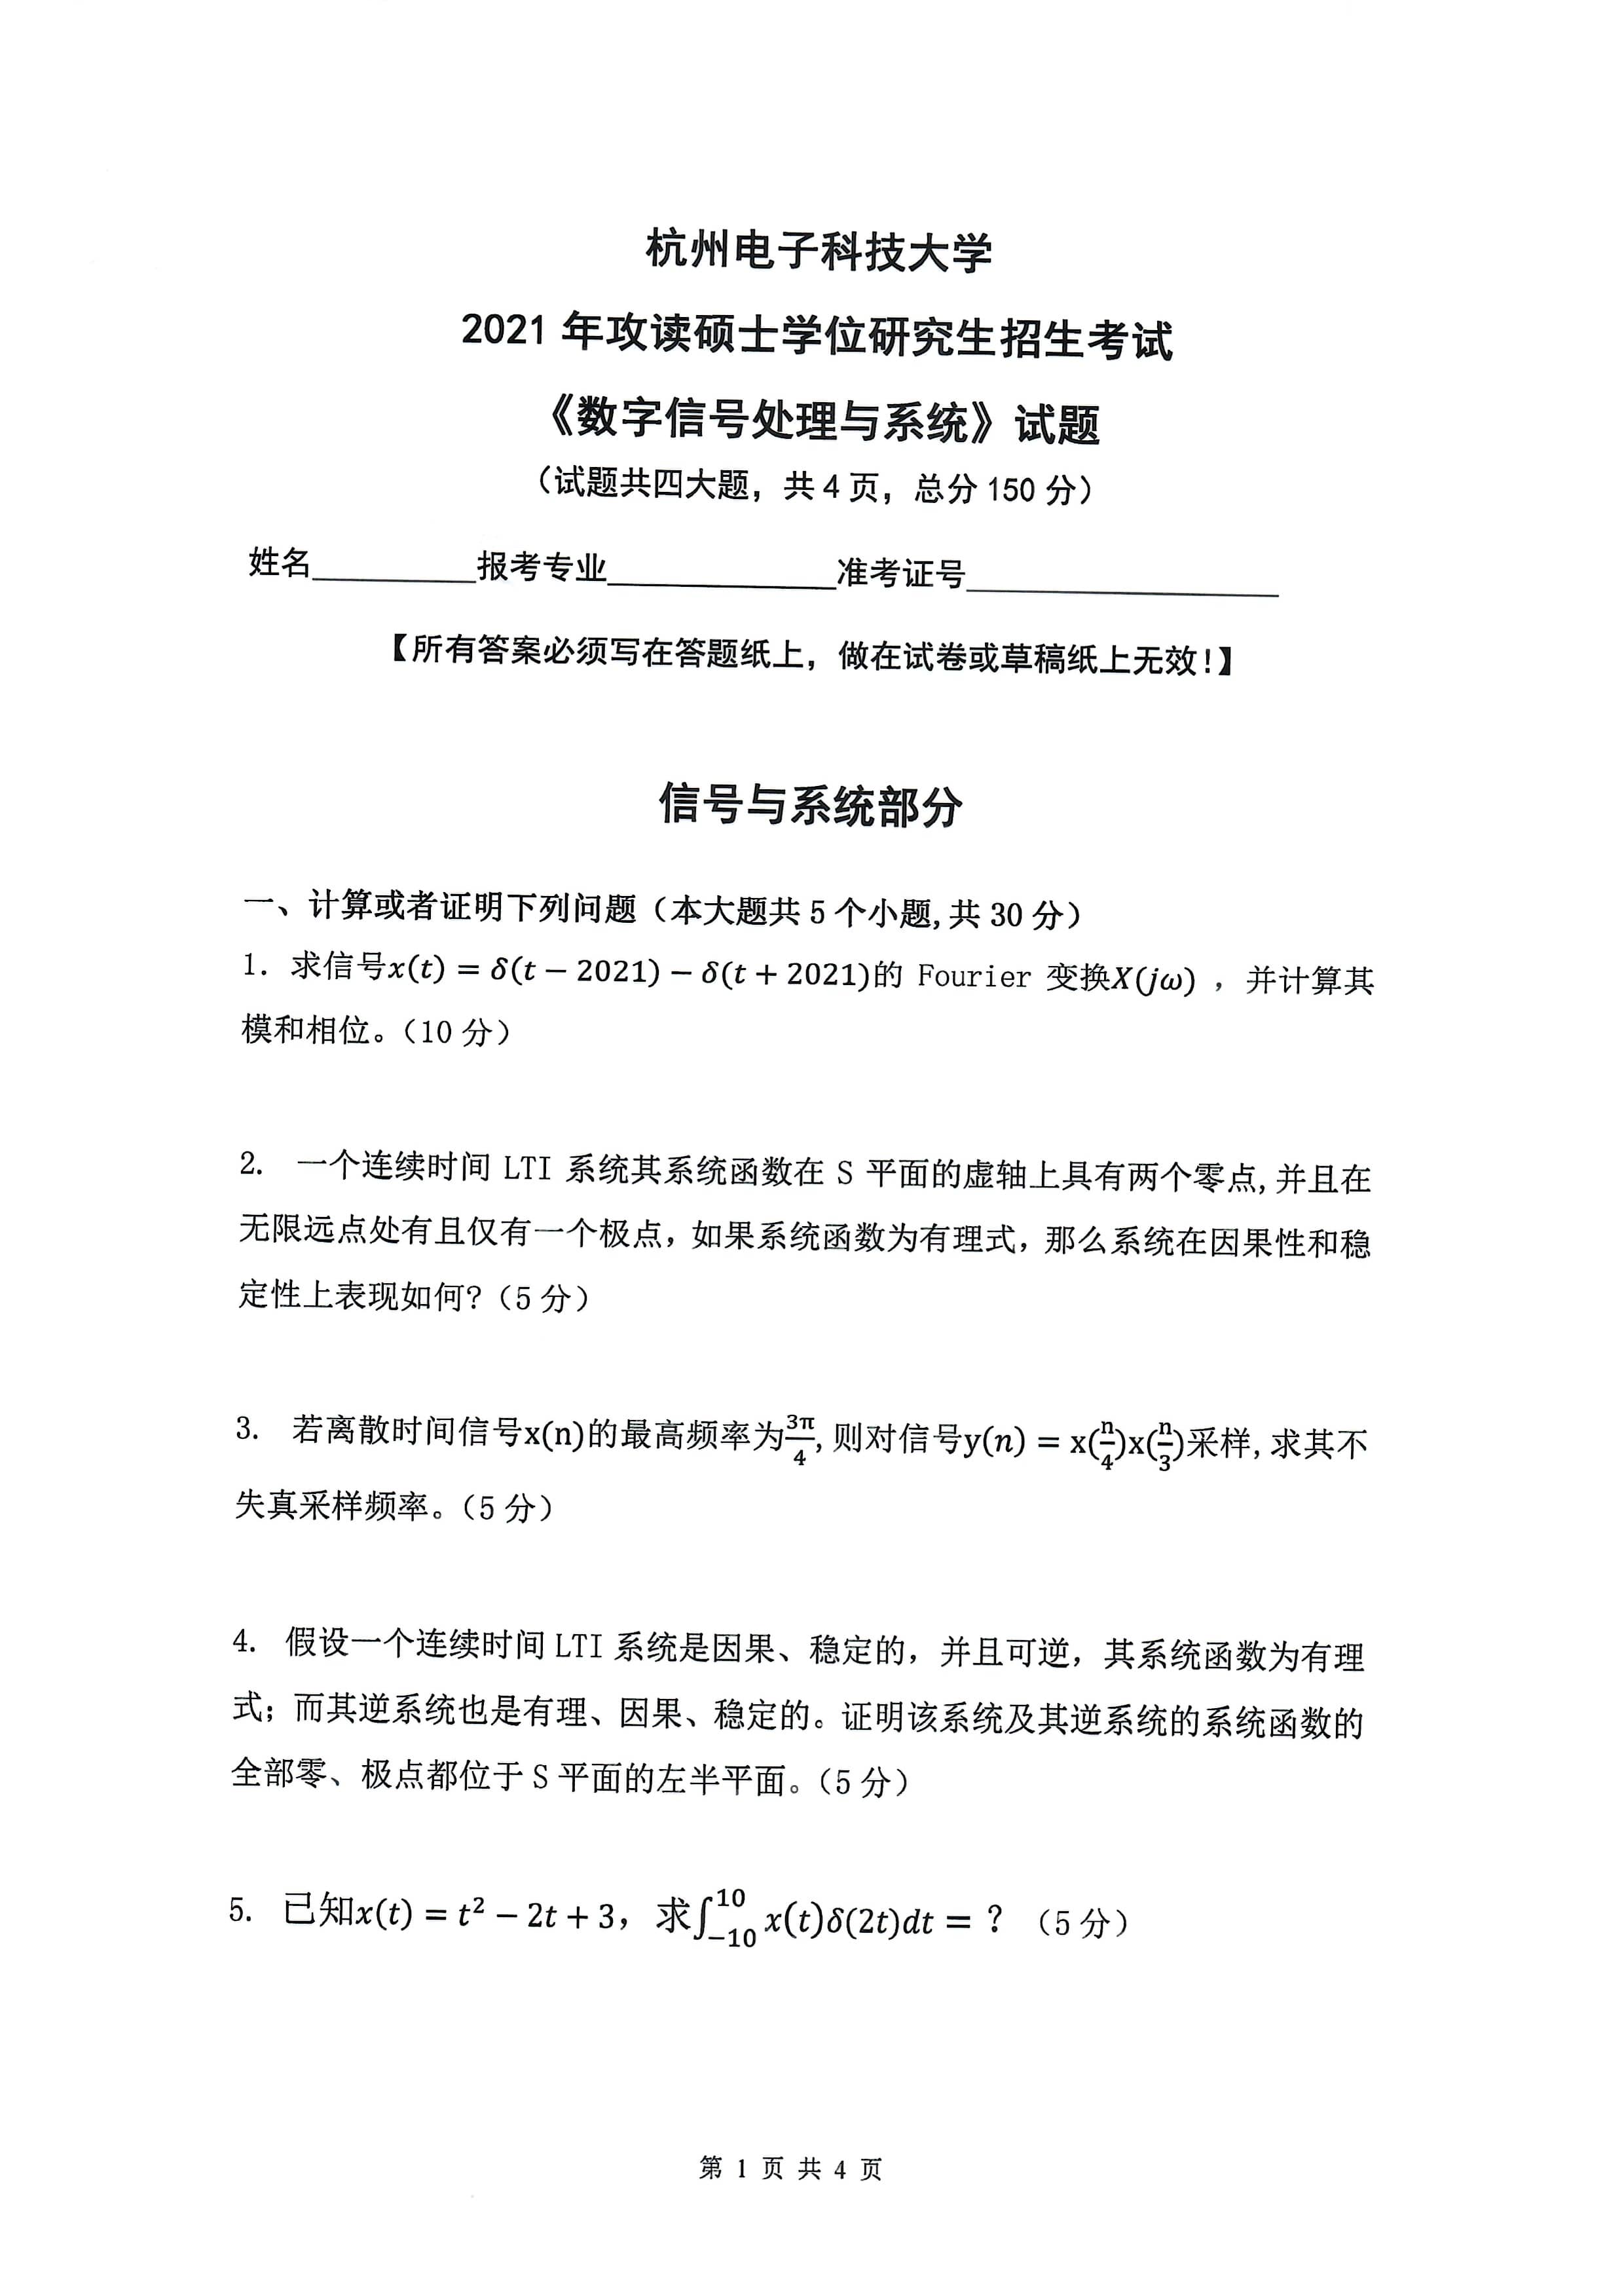 杭州电子科技大学
2021 年攻读硕士学位研究生招生考试
《数字信号处理与系统》试题
（试题共四大题，共 4 页，总分 150 分）
姓名__________报考专业______________准考证号___________________
【所有答案必须写在答题纸上，做在试卷或草稿纸上无效！】
信号与系统部分
一、计算或者证明下列问题（本大题共 5 个小题，共 30 分）
1. 求信号x(t) = δ(t − 2021) − δ(t + 2021)的 Fourier 变换X(jω) ，并计算其
模和相位。（10 分）
2. 一个连续时间 LTI 系统其系统函数在 S 平面的虚轴上具有两个零点，并且在
无限远点处有且仅有一个极点，如果系统函数为有理式，那么系统在因果性和稳
定性上表现如何？（5 分）
3. 若离散时间信号x(n)的最高频率为3π/4，则对信号y(n) = x(n/4)x(n/3)采样，求其不
失真采样频率。（5 分）
4. 假设一个连续时间 LTI 系统是因果、稳定的，并且可逆，其系统函数为有理
式；而其逆系统也是有理、因果、稳定的。证明该系统及其逆系统的系统函数的
全部零、极点都位于 S 平面的左半平面。（5 分）
5. 已知x(t) = t² − 2t + 3，求∫₋₁₀¹⁰ x(t)δ(2t)dt = ？（5 分）
第 1 页 共 4 页